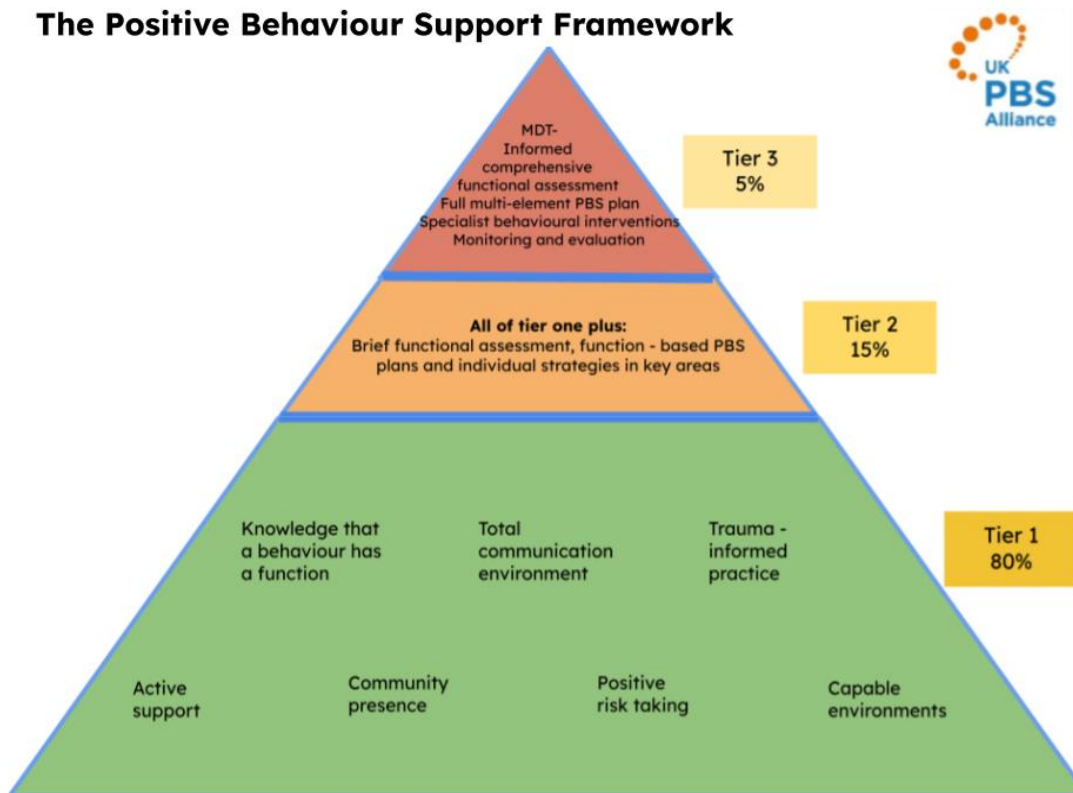 The Positive Behaviour Support Framework
UK
PBS
Alliance
MDT-
Informed
comprehensive
functional assessment
Full multi-element PBS plan
Specialist behavioural interventions
Monitoring and evaluation
Tier 3
5%
All of tier one plus:
Brief functional assessment, function - based PBS
plans and individual strategies in key areas
Tier 2
15%
Knowledge that
a behaviour has
a function
Total
communication
environment
Trauma -
informed
practice
Tier 1
80%
Active
support
Community
presence
Positive
risk taking
Capable
environments